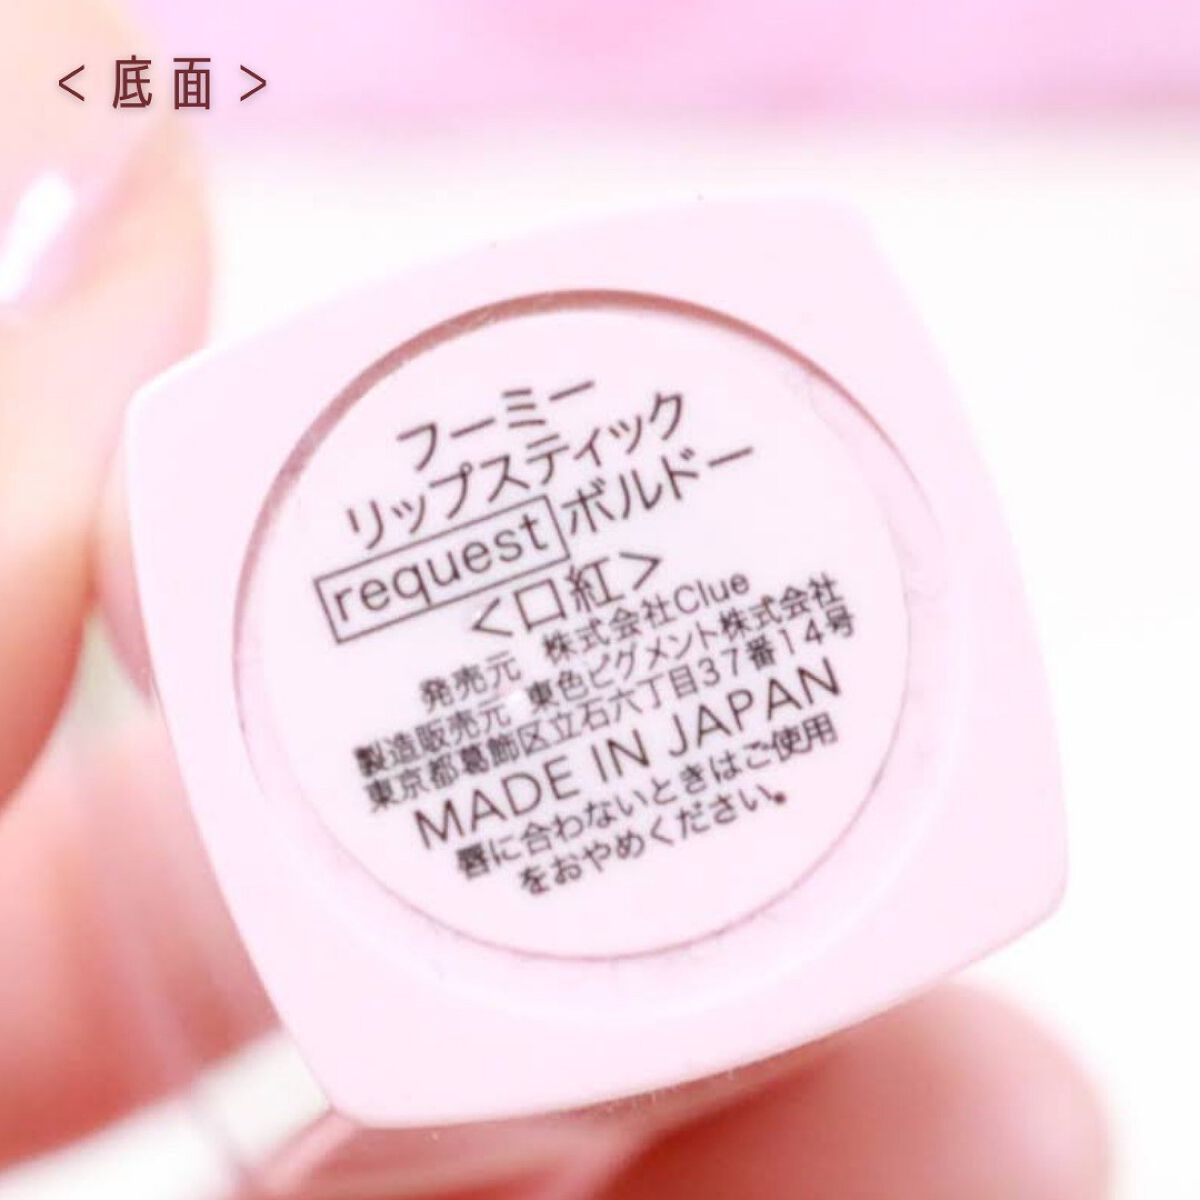 ＜底面＞
フーミー
リップスティック
request ボルドー
＜口紅＞
発売元 株式会社Clue
製造販売元 東色ピグメント株式会社
東京都葛飾区立石六丁目37番14号
MADE IN JAPAN
唇に合わないときはご使用
をおやめください。